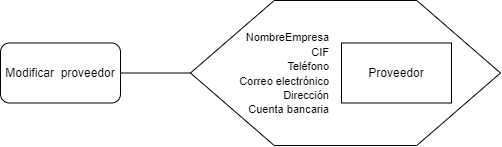 Modificar proveedor
NombreEmpresa
CIF
Teléfono
Correo electrónico
Dirección
Cuenta bancaria
Proveedor